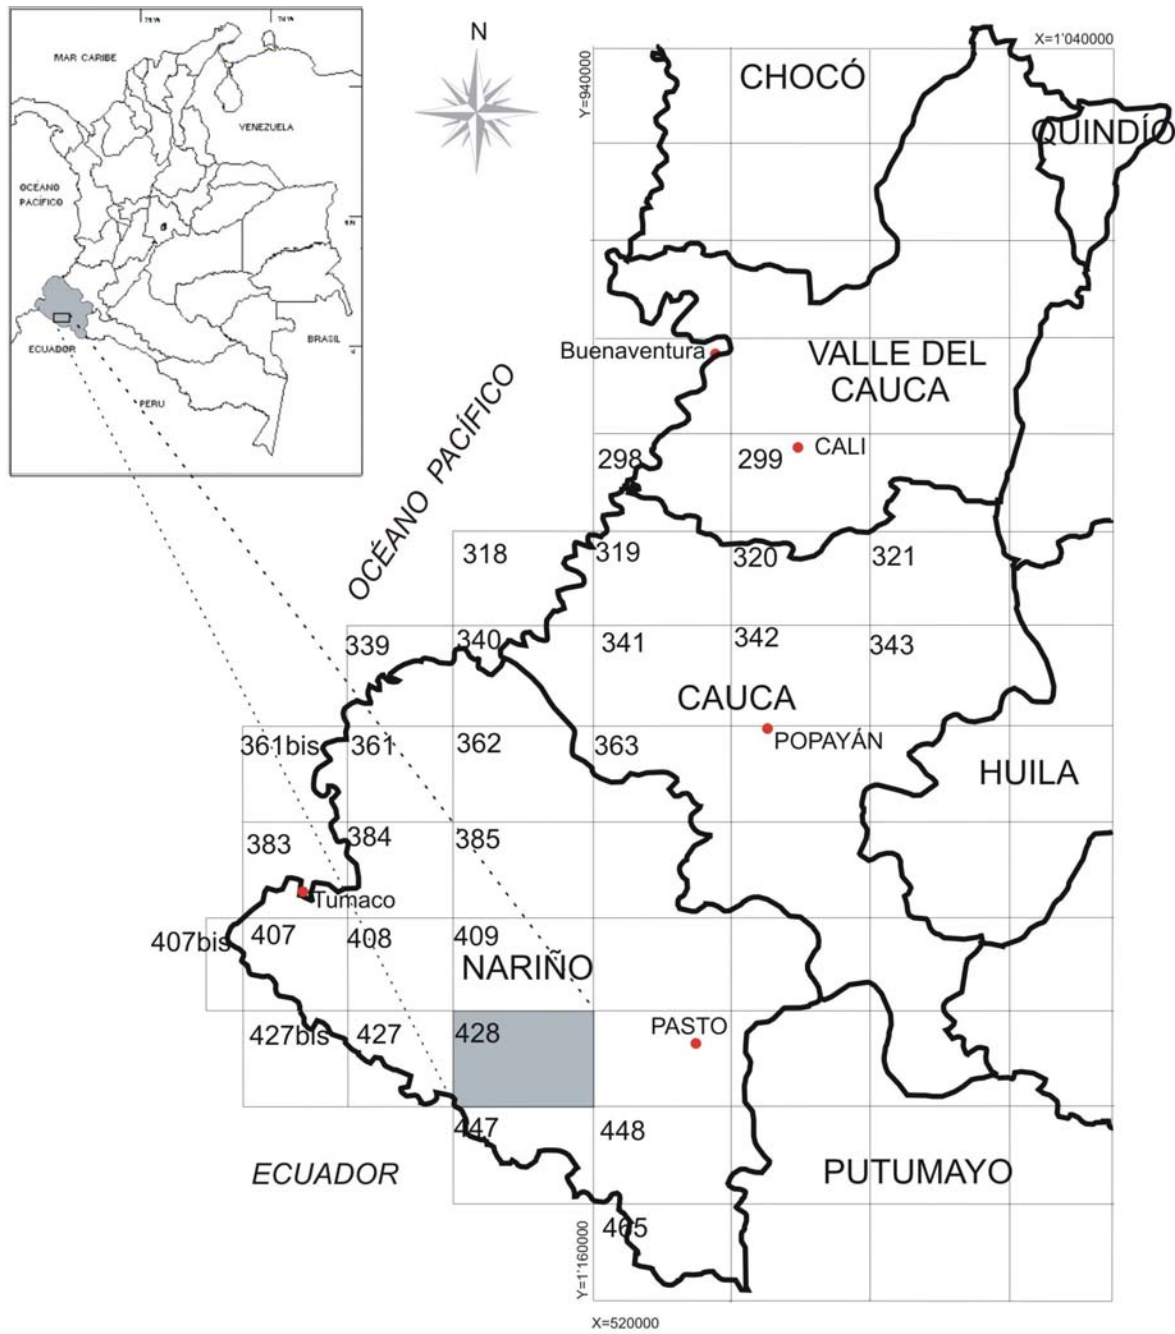 MAR CARIBE
VENEZUELA
OCÉANO
PACÍFICO
BRASIL
ECUADOR
PERU
N
X=1'040000
Y=940000
CHOCÓ
QUINDÍO
Buenaventura
VALLE DEL
CAUCA
OCÉANO PACÍFICO
298
299
CALI
318
319
320
321
339
340
341
342
343
CAUCA
POPAYÁN
361bis
361
362
363
HUILA
383
384
385
Tumaco
407bis
407
408
409
NARIÑO
427bis
427
428
PASTO
447
448
ECUADOR
PUTUMAYO
465
Y=1'160000
X=520000